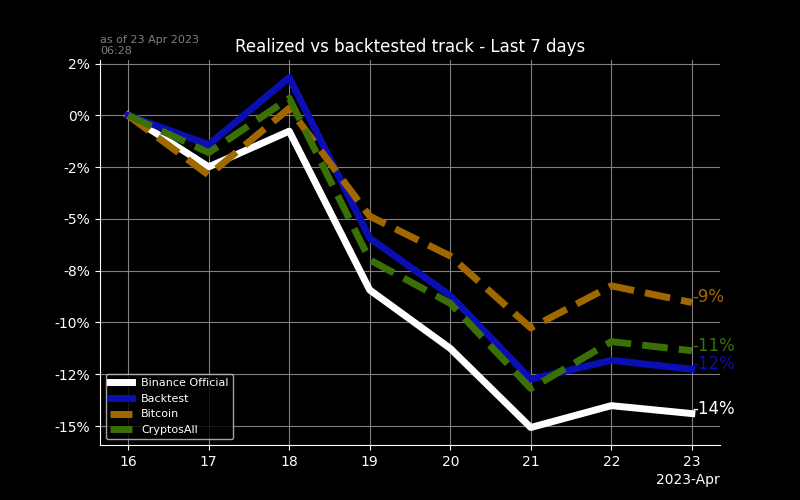 as of 23 Apr 2023
06:28
Realized vs backtested track - Last 7 days
2%
0%
-2%
-5%
-8%
-10%
-12%
-15%
-9%
-11%
-12%
-14%
Binance Official
Backtest
Bitcoin
CryptosAll
16 17 18 19 20 21 22 23
2023-Apr